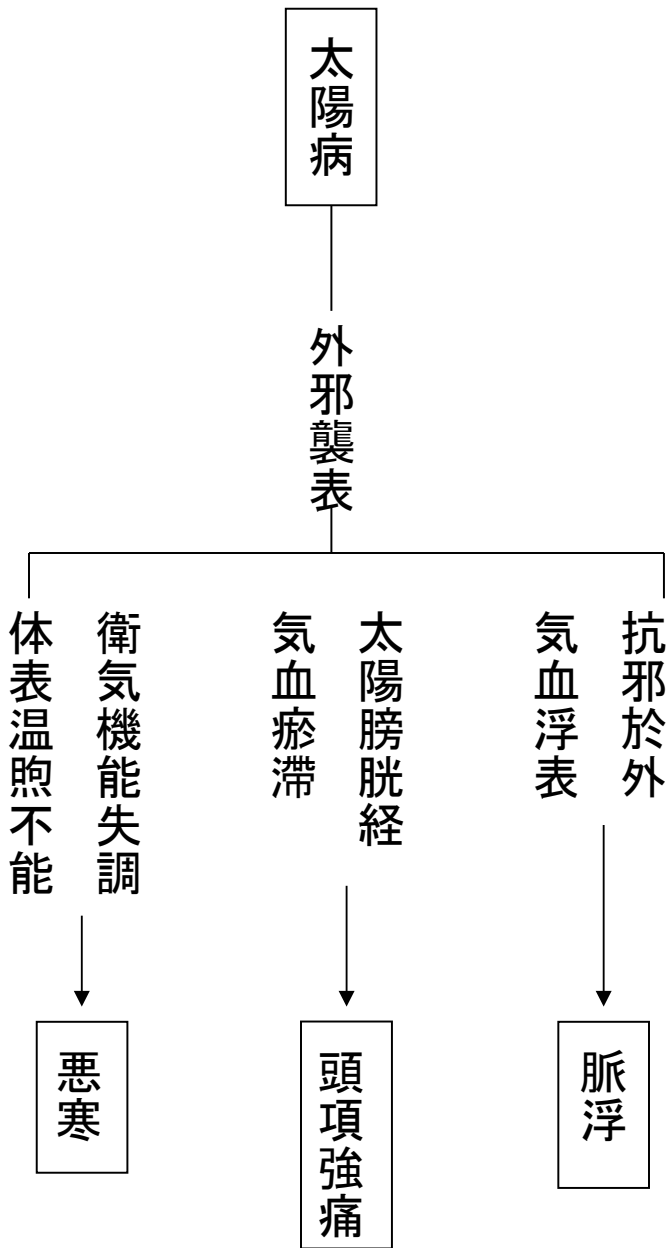 太陽病
外邪襲表
抗邪於外
気血浮表
脈浮
太陽膀胱経
気血瘀滞
頭項強痛
衛気機能失調
体表温煦不能
悪寒